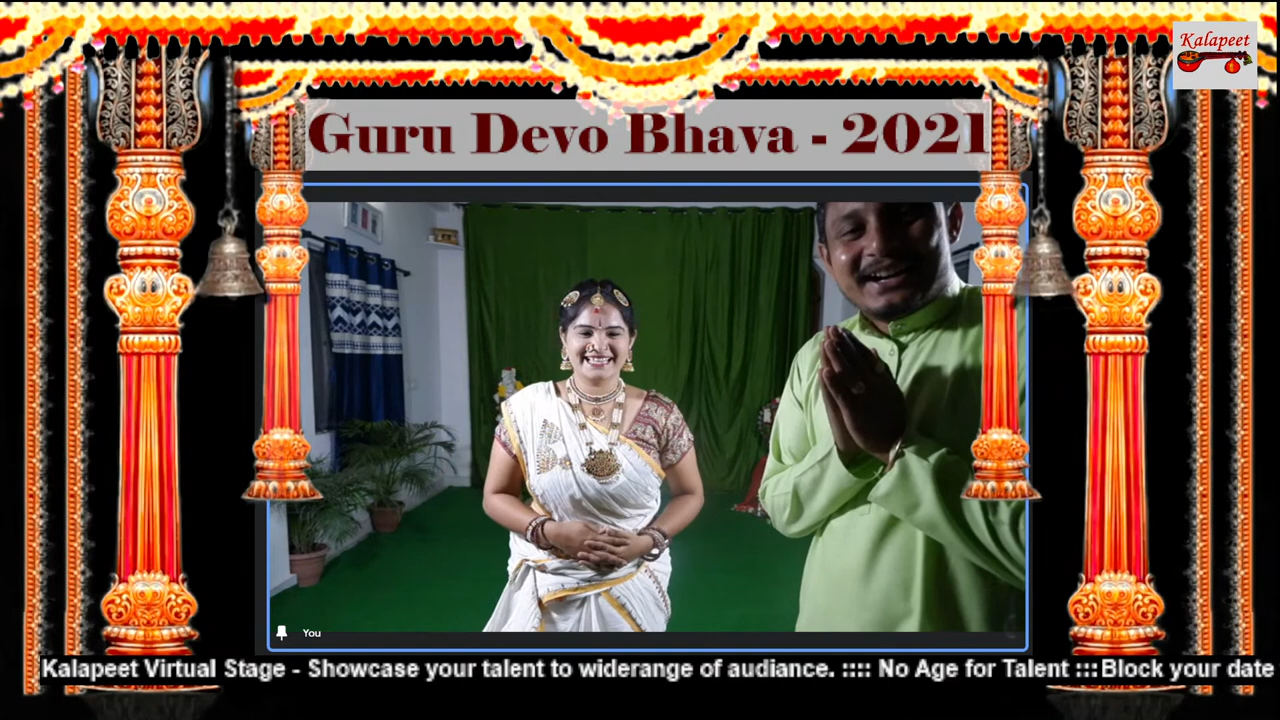 Kalapeet
Guru Devo Bhava - 2021
You
Kalapeet Virtual Stage - Showcase your talent to widerange of audiance. :::: No Age for Talent :::Block your date